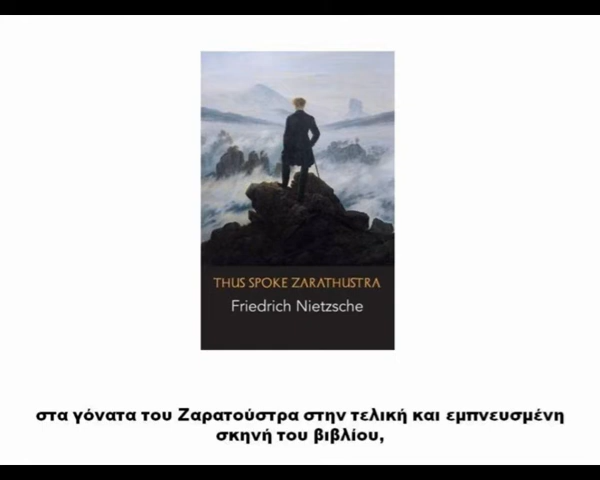 THUS SPOKE ZARATHUSTRA
Friedrich Nietzsche
στα γόνατα του Ζαρατούστρα στην τελική και εμπνευσμένη
σκηνή του βιβλίου,